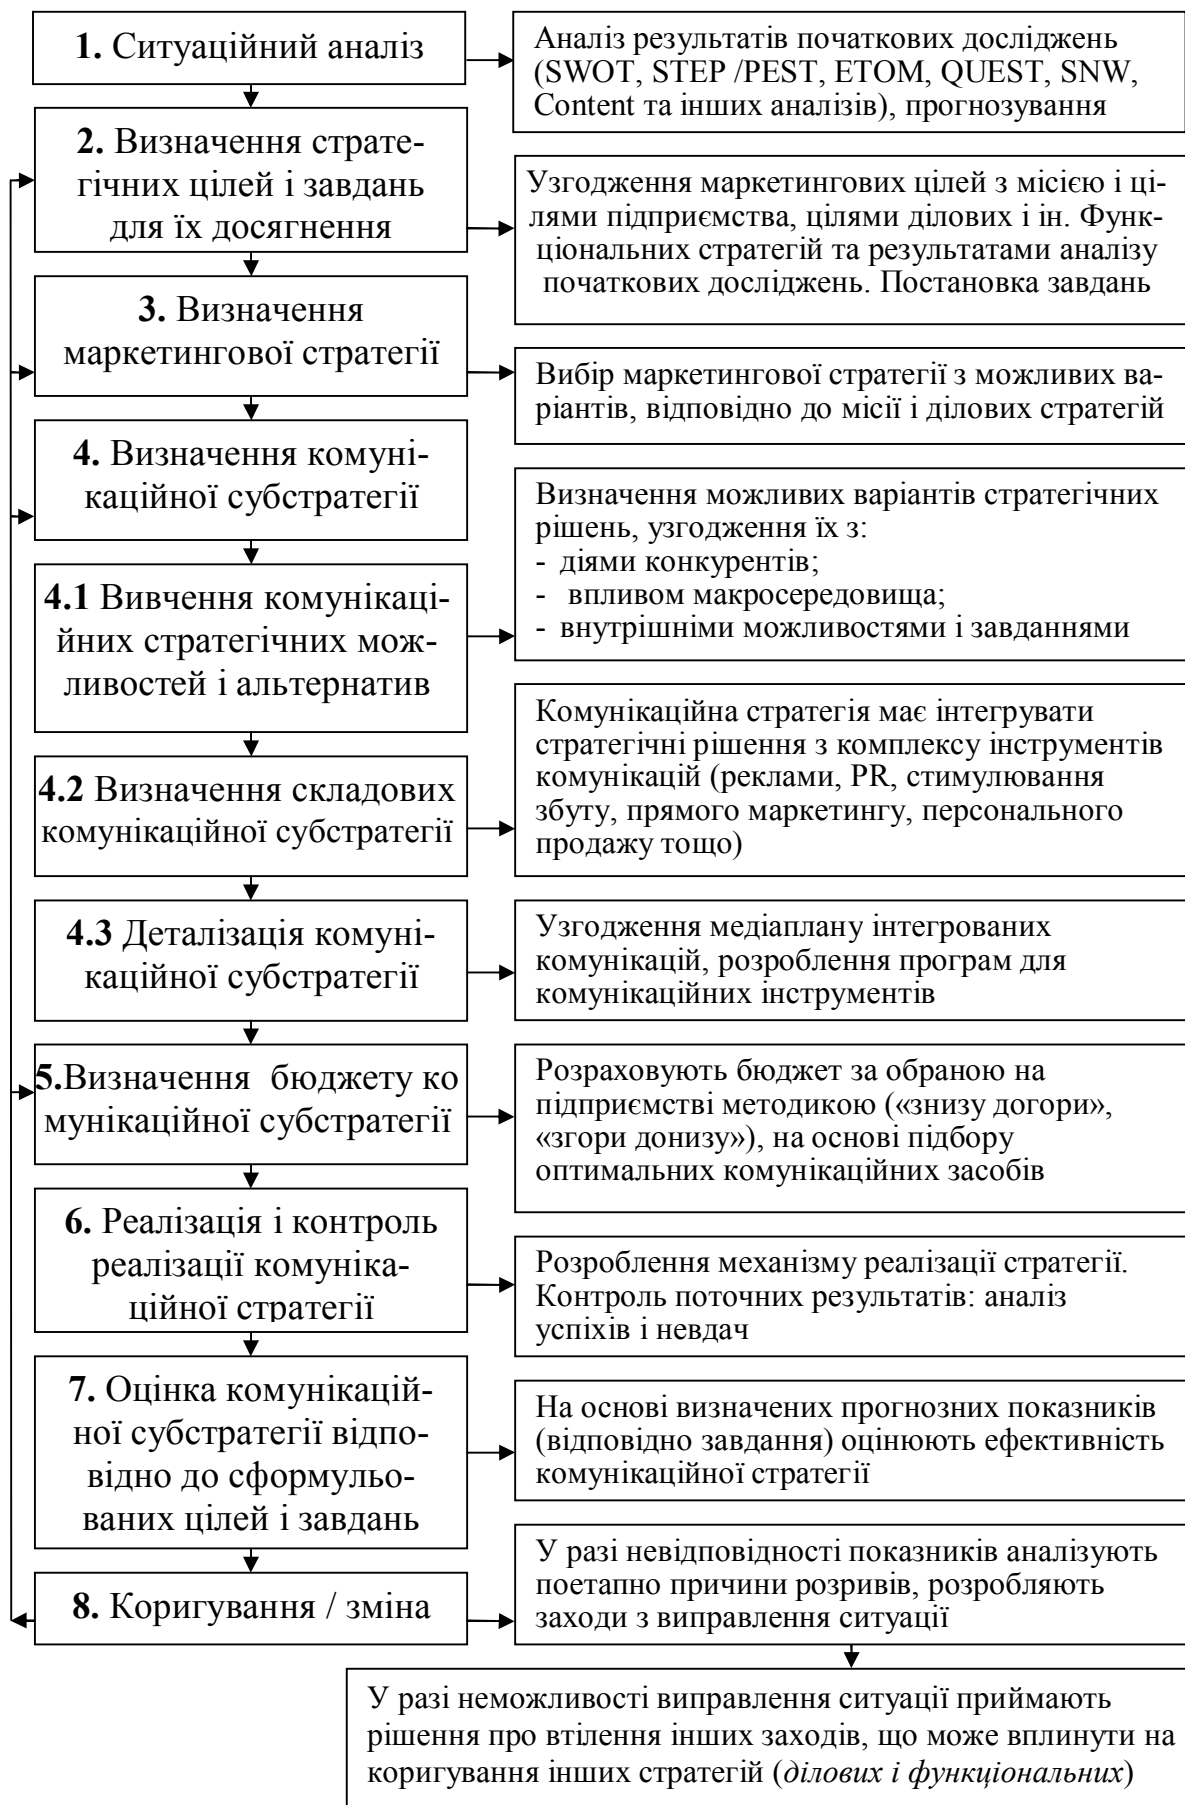 1. Ситуаційний аналіз
Аналіз результатів початкових досліджень
(SWOT, STEP /PEST, ETOM, QUEST, SNW,
Content та інших аналізів), прогнозування
2. Визначення страте-
гічних цілей і завдань
для їх досягнення
Узгодження маркетингових цілей з місією і ці-
лями підприємства, цілями ділових і ін. Функ-
ціональних стратегій та результатами аналізу
початкових досліджень. Постановка завдань
3. Визначення
маркетингової стратегії
Вибір маркетингової стратегії з можливих ва-
ріантів, відповідно до місії і ділових стратегій
4. Визначення комуні-
каційної субстратегії
4.1 Вивчення комунікаці-
йних стратегічних мож-
ливостей і альтернатив
Визначення можливих варіантів стратегічних
рішень, узгодження їх з:
- діями конкурентів;
- впливом макросередовища;
- внутрішніми можливостями і завданнями
4.2 Визначення складових
комунікаційної субстратегії
Комунікаційна стратегія має інтегрувати
стратегічні рішення з комплексу інструментів
комунікацій (реклами, PR, стимулювання
збуту, прямого маркетингу, персонального
продажу тощо)
4.3 Деталізація комуні-
каційної субстратегії
Узгодження медіаплану інтегрованих
комунікацій, розроблення програм для
комунікаційних інструментів
5.Визначення бюджету ко
мунікаційної субстратегії
Розраховують бюджет за обраною на
підприємстві методикою («знизу догори»,
«згори донизу»), на основі підбору
оптимальних комунікаційних засобів
6. Реалізація і контроль
реалізації комуніка-
ційної стратегії
Розроблення механізму реалізації стратегії.
Контроль поточних результатів: аналіз
успіхів і невдач
7. Оцінка комунікацій-
ної субстратегії відпо-
відно до сформульо-
ваних цілей і завдань
На основі визначених прогнозних показників
(відповідно завдання) оцінюють ефективність
комунікаційної стратегії
8. Коригування / зміна
У разі невідповідності показників аналізують
поетапно причини розривів, розробляють
заходи з виправлення ситуації
У разі неможливості виправлення ситуації приймають
рішення про втілення інших заходів, що може вплинути на
коригування інших стратегій (ділових і функціональних)